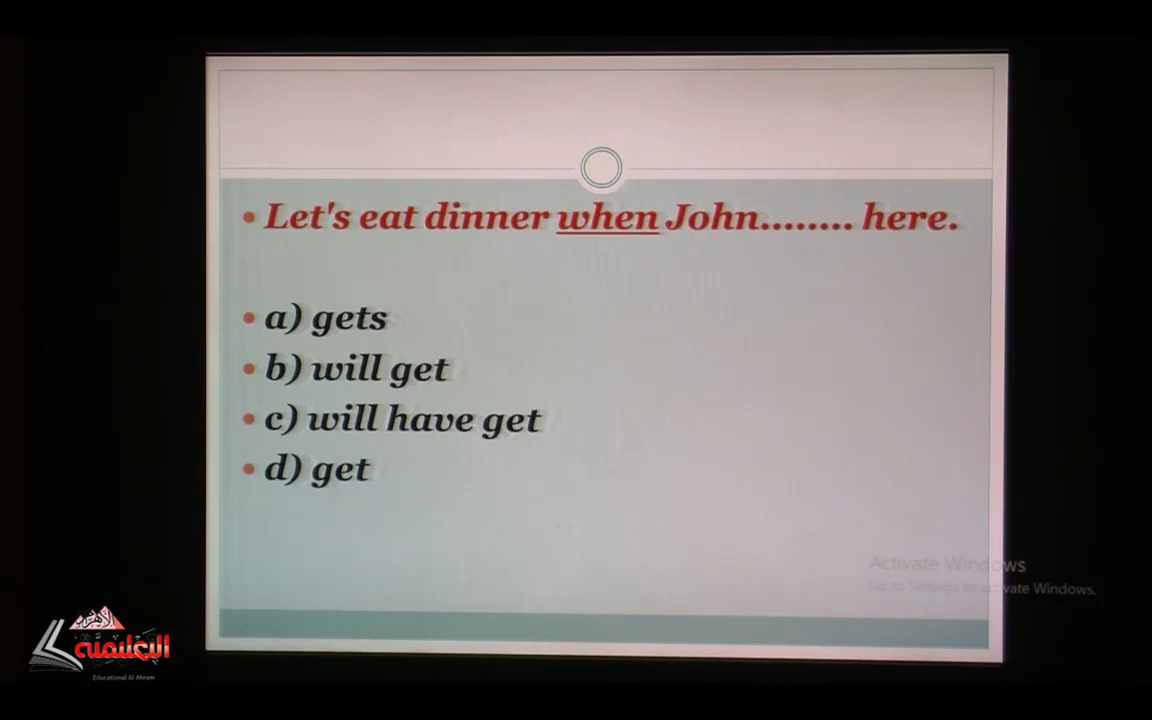 Let's eat dinner when John........ here.
a) gets
b) will get
c) will have get
d) get
Activate Windows
Go to Settings to activate Windows.
الأهرام
التعليمية
Educational Al Ahram